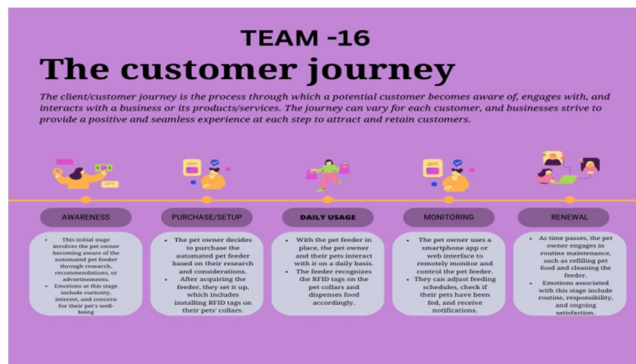 TEAM -16
The customer journey
The client/customer journey is the process through which a potential customer becomes aware of, engages with, and
interacts with a business or its products/services. The journey can vary for each customer, and businesses strive to
provide a positive and seamless experience at each step to attract and retain customers.
AWARENESS
• This initial stage
involves the pet owner
becoming aware of the
automated pet feeder
through research,
recommendations, or
advertisements.
• Emotions at this stage
include curiosity,
interest, and concern
for their pet's well-
being
PURCHASE/SETUP
• The pet owner decides
to purchase the
automated pet feeder
based on their research
and considerations.
• After acquiring the
feeder, they set it up,
which includes
installing RFID tags on
their pets' collars.
DAILY USAGE
• With the pet feeder in
place, the pet owner
and their pets interact
with it on a daily basis.
• The feeder recognizes
the RFID tags on the
pet collars and
dispenses food
accordingly.
MONITORING
• The pet owner uses a
smartphone app or
web interface to
remotely monitor and
control the pet feeder.
• They can adjust feeding
schedules, check if
their pets have been
fed, and receive
notifications.
RENEWAL
• As time passes, the pet
owner engages in
routine maintenance,
such as refilling pet
food and cleaning the
feeder.
• Emotions associated
with this stage include
routine, responsibility,
and ongoing
satisfaction.